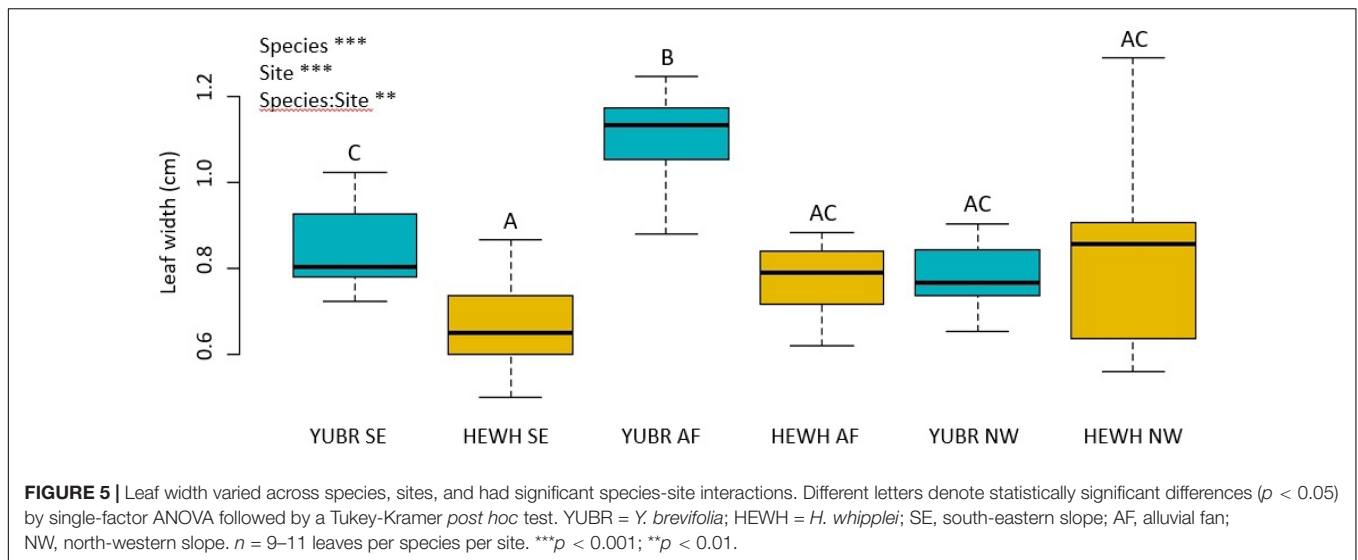 Species ***
Site ***
Species:Site **
Leaf width (cm)
1.2
1.0
0.8
0.6
C
A
B
AC
AC
AC
YUBR SE
HEWH SE
YUBR AF
HEWH AF
YUBR NW
HEWH NW
FIGURE 5 | Leaf width varied across species, sites, and had significant species-site interactions. Different letters denote statistically significant differences (p < 0.05)
by single-factor ANOVA followed by a Tukey-Kramer post hoc test. YUBR = Y. brevifolia; HEWH = H. whipplei; SE, south-eastern slope; AF, alluvial fan;
NW, north-western slope. n = 9–11 leaves per species per site. ***p < 0.001; **p < 0.01.